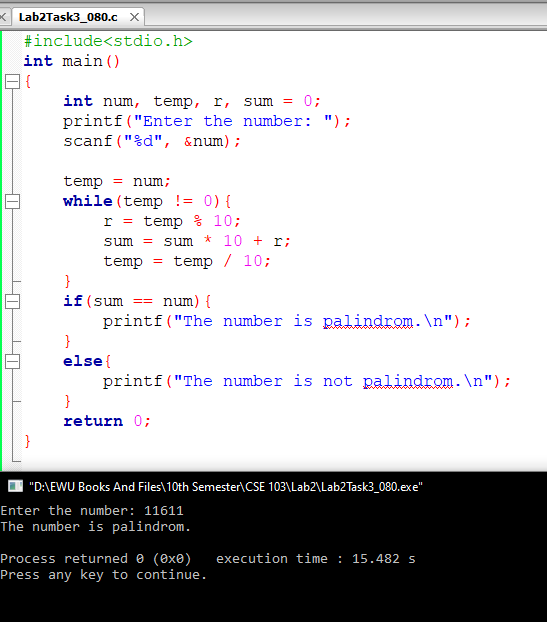 Lab2Task3_080.c
#include<stdio.h>
int main()
{
    int num, temp, r, sum = 0;
    printf("Enter the number: ");
    scanf("%d", &num);

    temp = num;
    while(temp != 0){
        r = temp % 10;
        sum = sum * 10 + r;
        temp = temp / 10;
    }
    if(sum == num){
        printf("The number is palindrom.\n");
    }
    else{
        printf("The number is not palindrom.\n");
    }
    return 0;
}
"D:\EWU Books And Files\10th Semester\CSE 103\Lab2\Lab2Task3_080.exe"
Enter the number: 11611
The number is palindrom.

Process returned 0 (0x0)   execution time : 15.482 s
Press any key to continue.